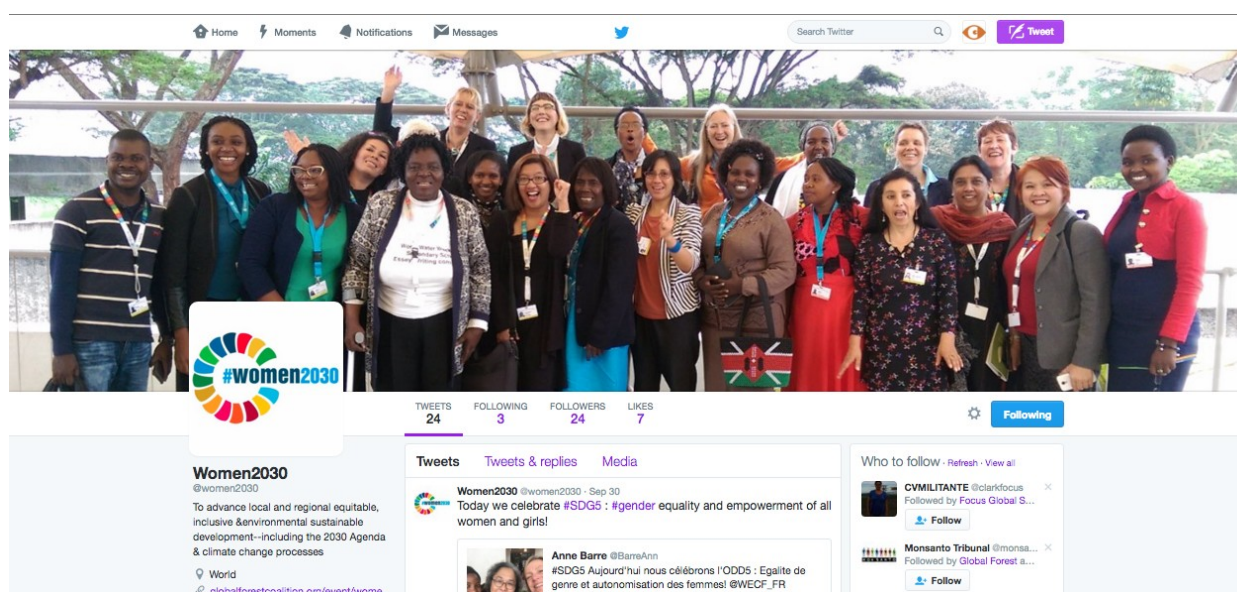 Home
Moments
Notifications
Messages
Search Twitter
Tweet
#women2030
TWEETS
24
FOLLOWING
3
FOLLOWERS
24
LIKES
7
Following
Women2030
@women2030
To advance local and regional equitable,
inclusive &environmental sustainable
development--including the 2030 Agenda
& climate change processes
World
globalforestcoalition.org/event/wome
Tweets
Tweets & replies
Media
Women2030 @women2030 · Sep 30
Today we celebrate #SDG5 : #gender equality and empowerment of all
women and girls!
Anne Barre @BarreAnn
#SDG5 Aujourd'hui nous célébrons l'ODD5 : Egalite de
genre et autonomisation des femmes! @WECF_FR
Who to follow · Refresh · View all
CVMILITANTE @clarkfocus
Followed by Focus Global S...
Follow
Monsanto Tribunal @monsa...
Followed by Global Forest a...
Follow